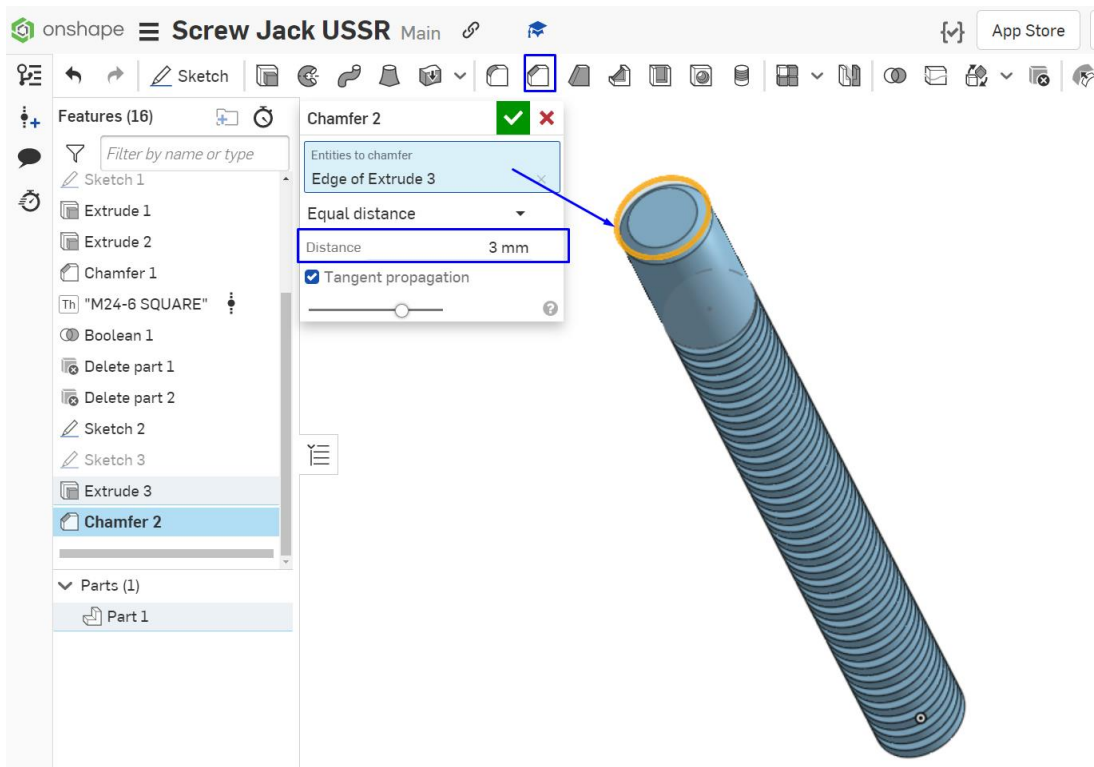 onshape Screw Jack USSR Main
App Store
Sketch
Features (16)
Filter by name or type
Sketch 1
Extrude 1
Extrude 2
Chamfer 1
Th "M24-6 SQUARE"
Boolean 1
Delete part 1
Delete part 2
Sketch 2
Sketch 3
Extrude 3
Chamfer 2
Parts (1)
Part 1
Chamfer 2
Entities to chamfer
Edge of Extrude 3
Equal distance
Distance 3 mm
Tangent propagation